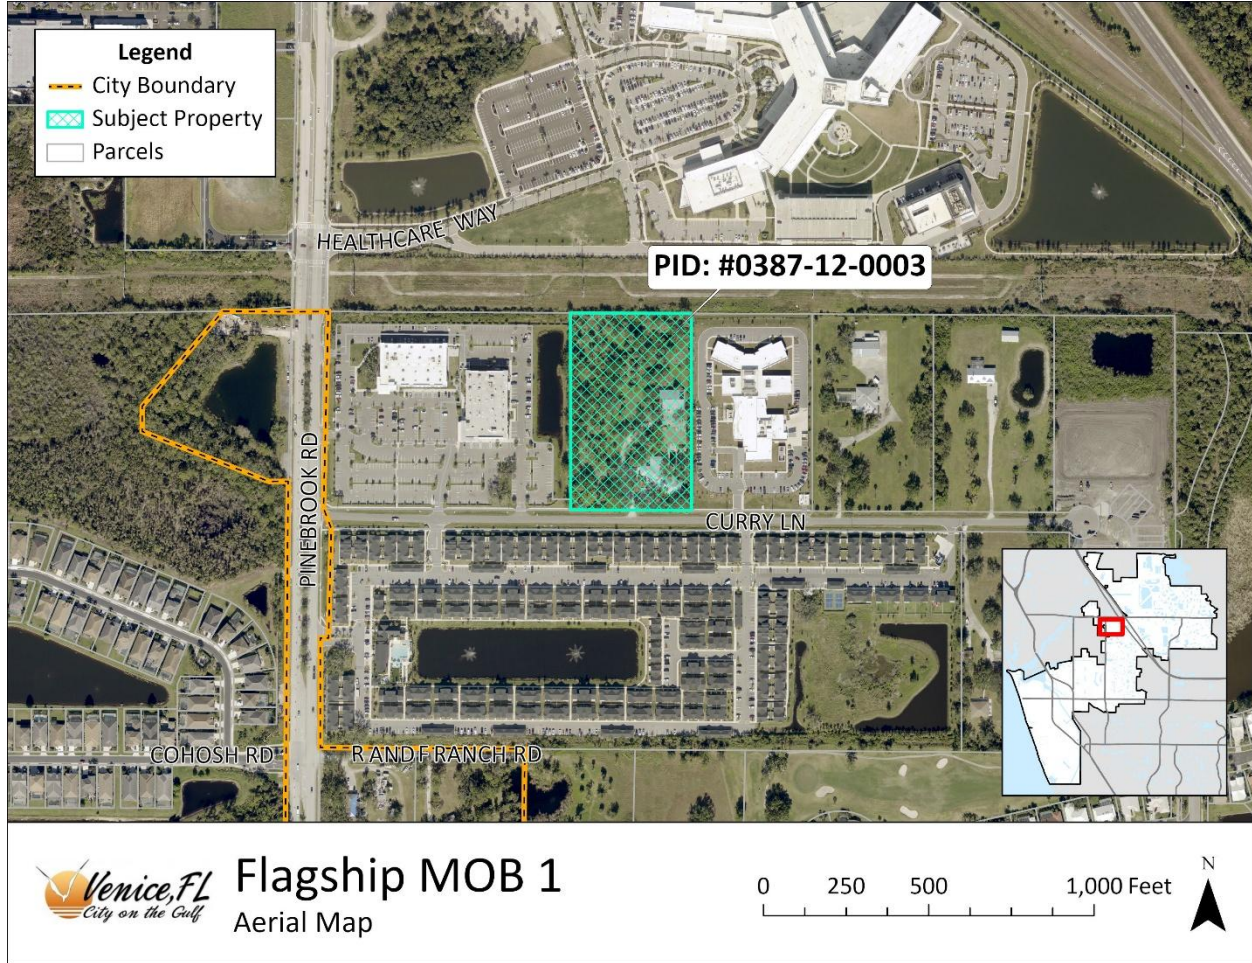 Legend
City Boundary
Subject Property
Parcels
HEALTHCARE WAY
PID: #0387-12-0003
PINEBROOK RD
CURRY LN
COHOSH RD
R AND F RANCH RD
Venice, FL
City on the Gulf
Flagship MOB 1
Aerial Map
0 250 500 1,000 Feet
N